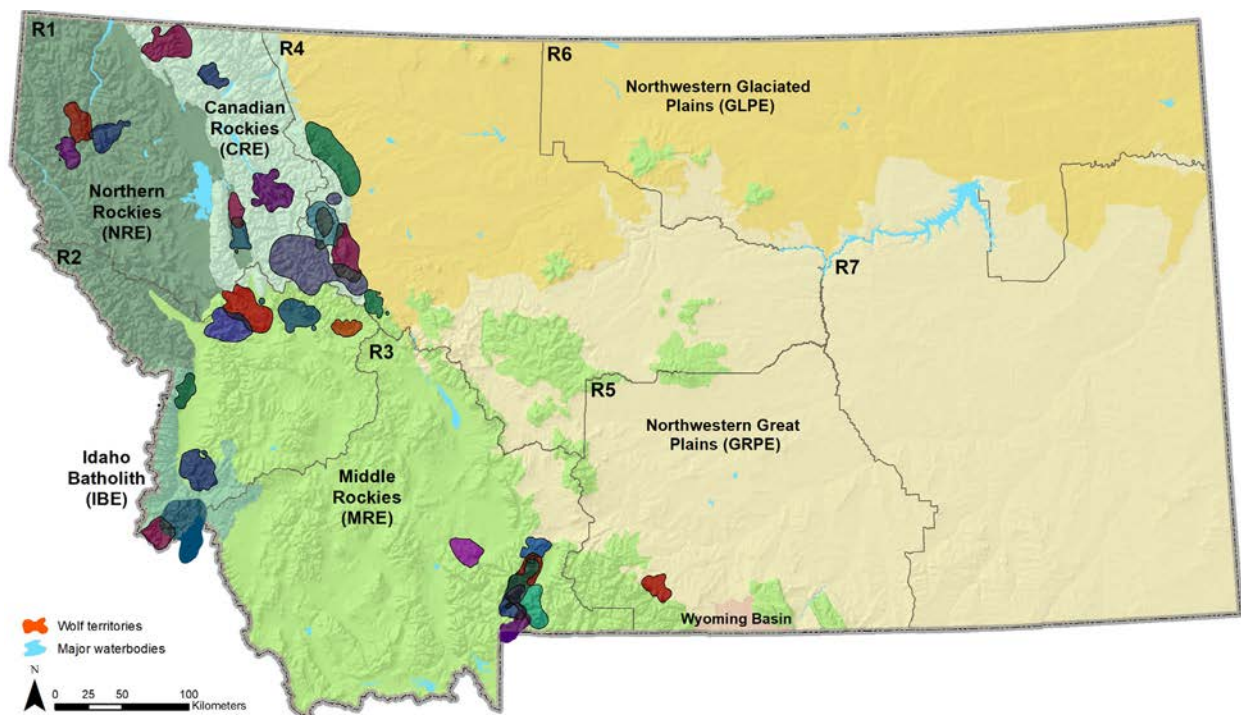 R1
R4
R6
Northwestern Glaciated
Plains (GLPE)
Canadian
Rockies
(CRE)
Northern
Rockies
(NRE)
R2
R7
R3
R5
Northwestern Great
Plains (GRPE)
Idaho
Batholith
(IBE)
Middle
Rockies
(MRE)
Wyoming Basin
Wolf territories
Major waterbodies
N
0 25 50 100
Kilometers